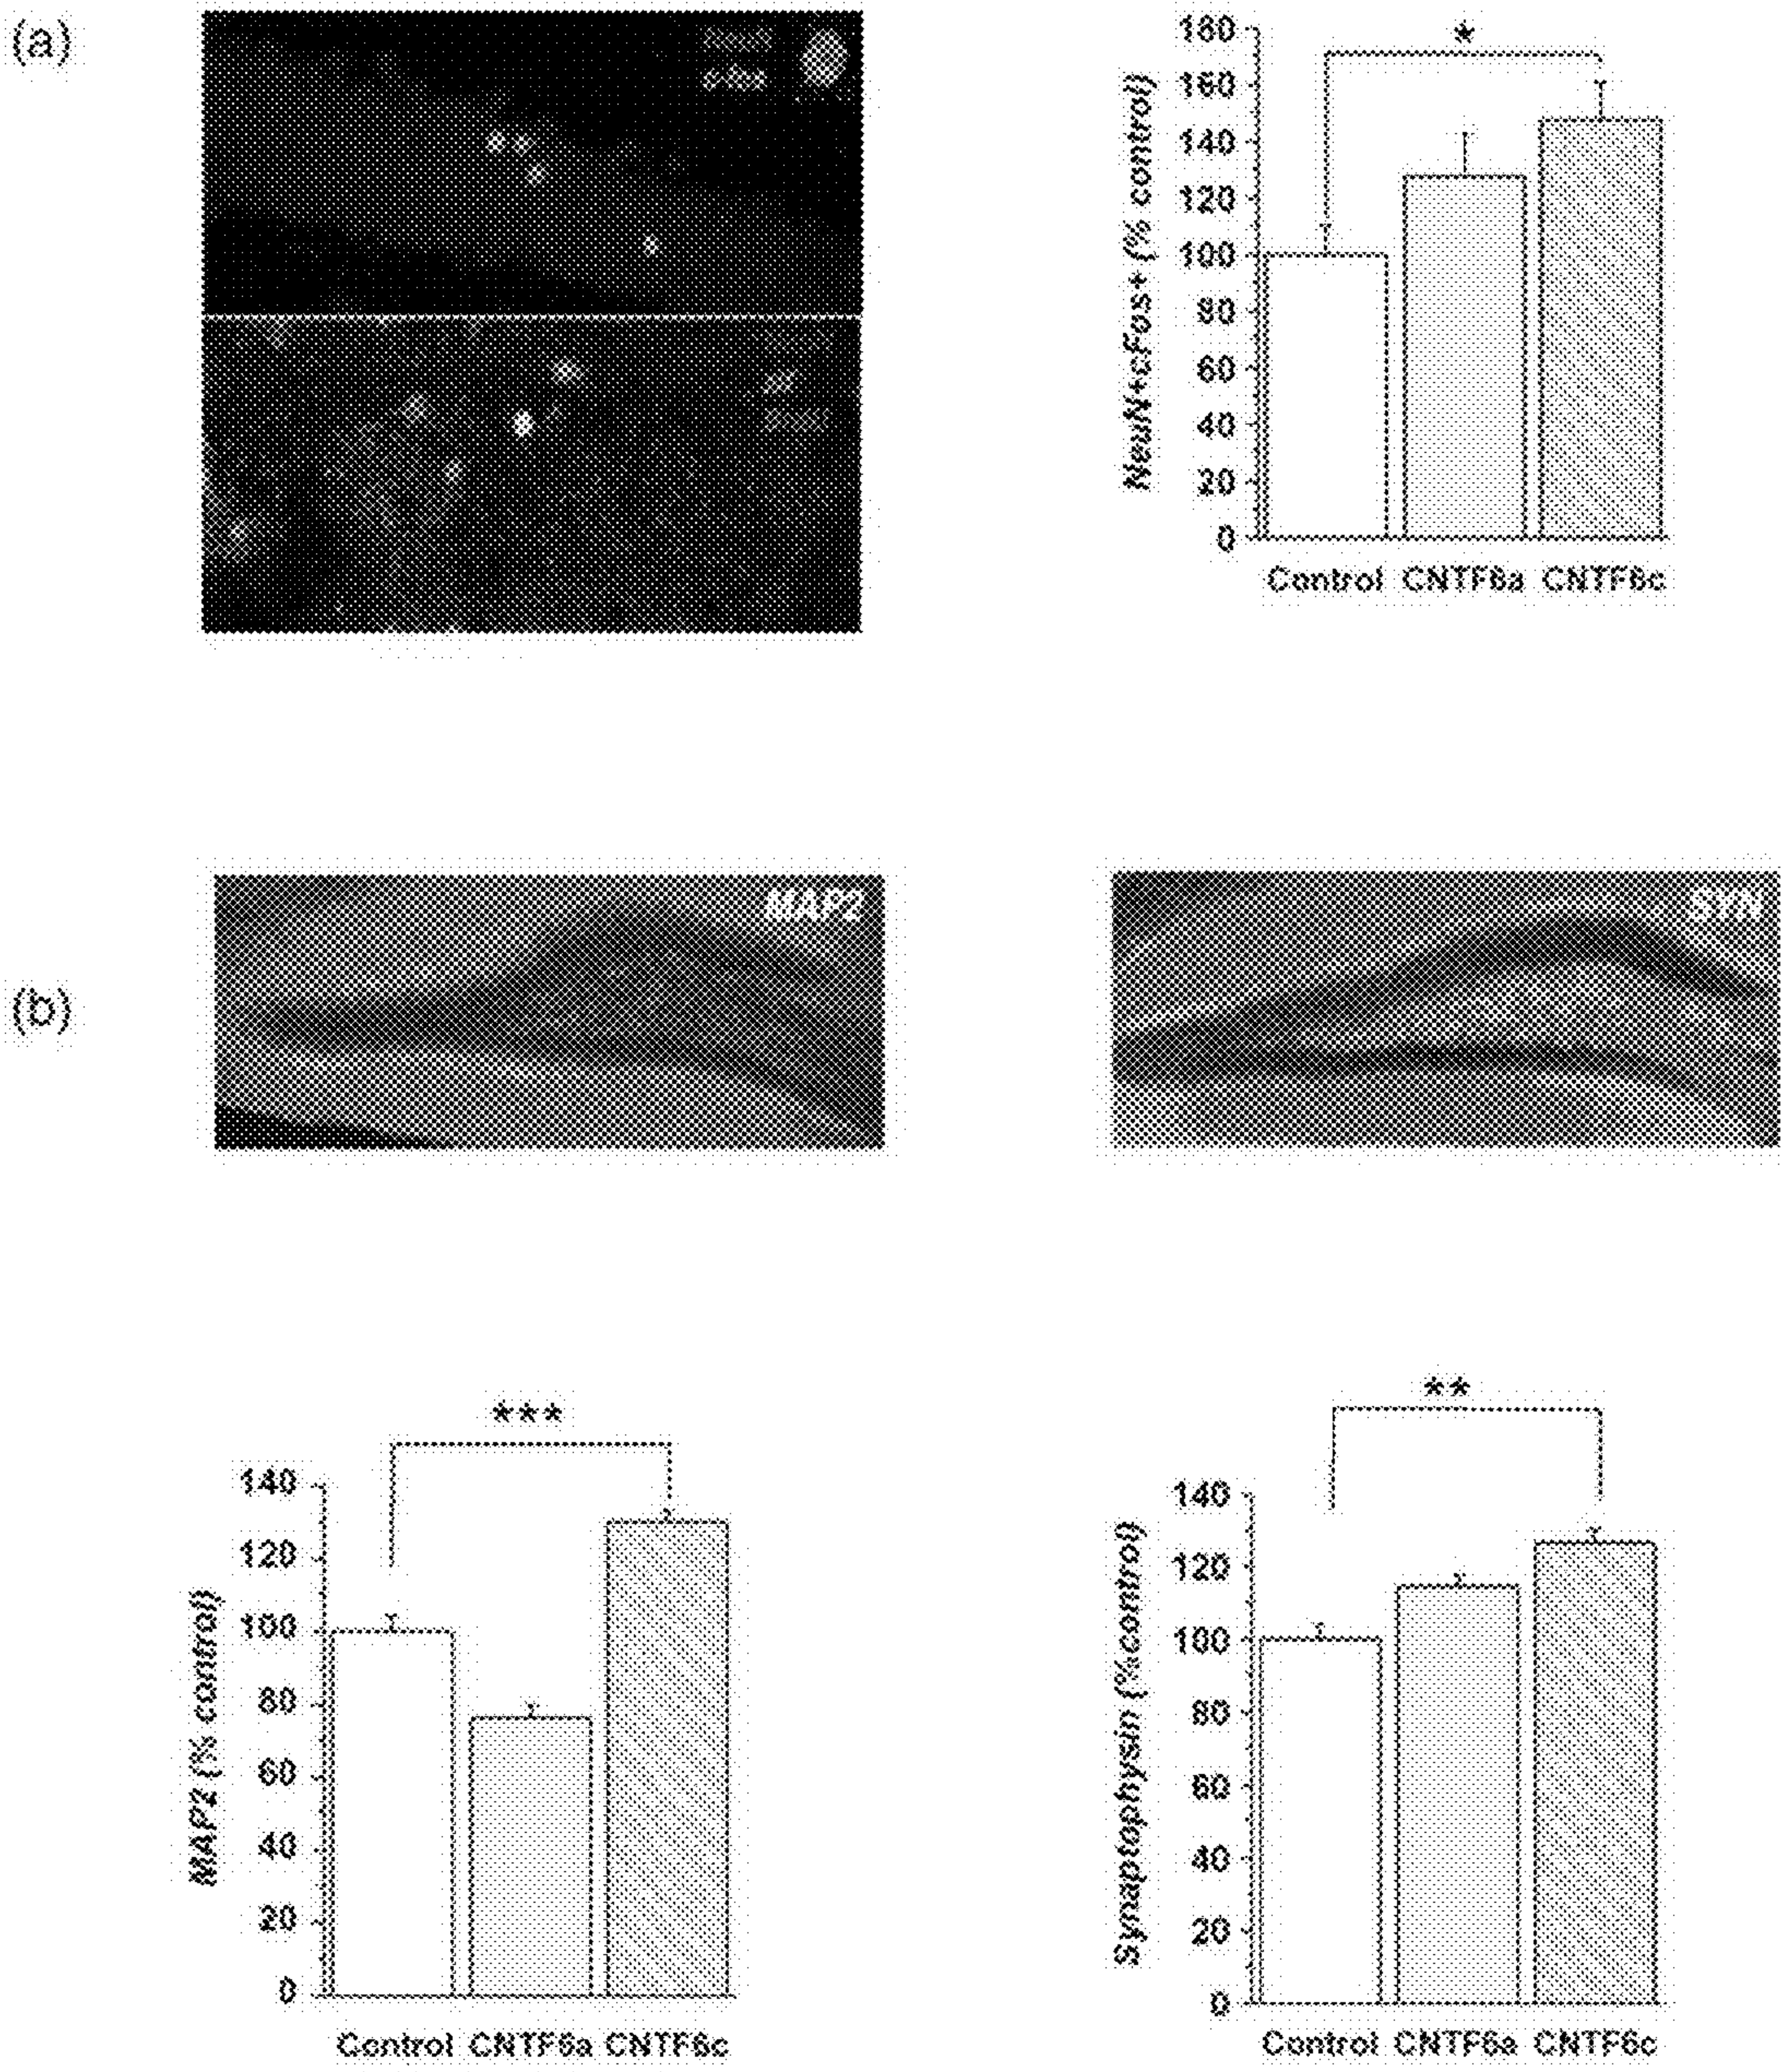 (a)
c-fos
*
180
160
140
120
100
80
60
40
20
0
NeuN+cFos+ (% control)
Control CNTF6a CNTF6c
(b)
MAP2
SYN
***
140
120
100
80
60
40
20
0
MAP2 (% control)
Control CNTF6a CNTF6c
**
140
120
100
80
60
40
20
0
Synaptophysin (%control)
Control CNTF6a CNTF6c